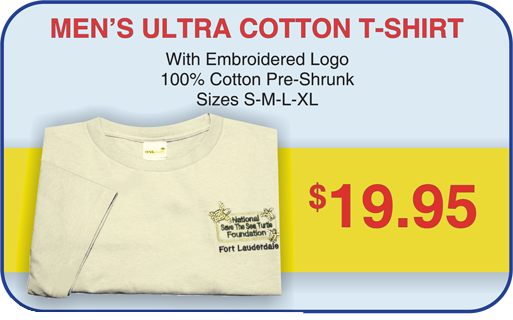 MEN'S ULTRA COTTON T-SHIRT
With Embroidered Logo
100% Cotton Pre-Shrunk
Sizes S-M-L-XL
National
Save The Sea Turtle
Foundation
Fort Lauderdale
$19.95